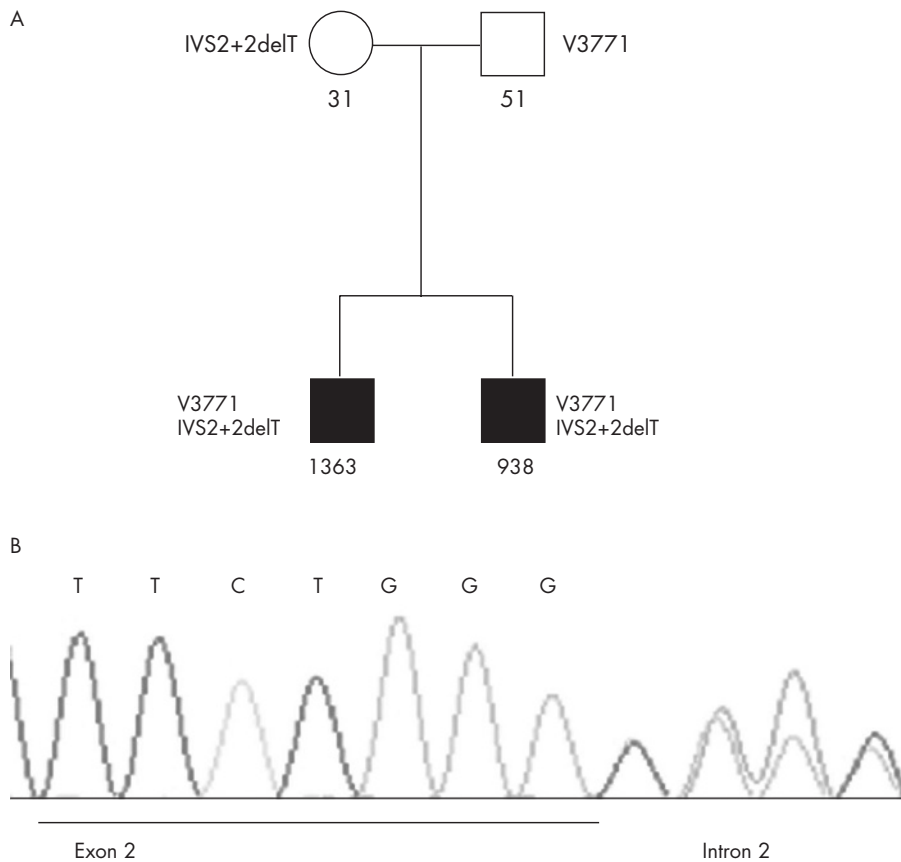 A
IVS2+2delT
V3771
31
51
V3771
IVS2+2delT
V3771
IVS2+2delT
1363
938
B
T T C T G G G
Exon 2
Intron 2